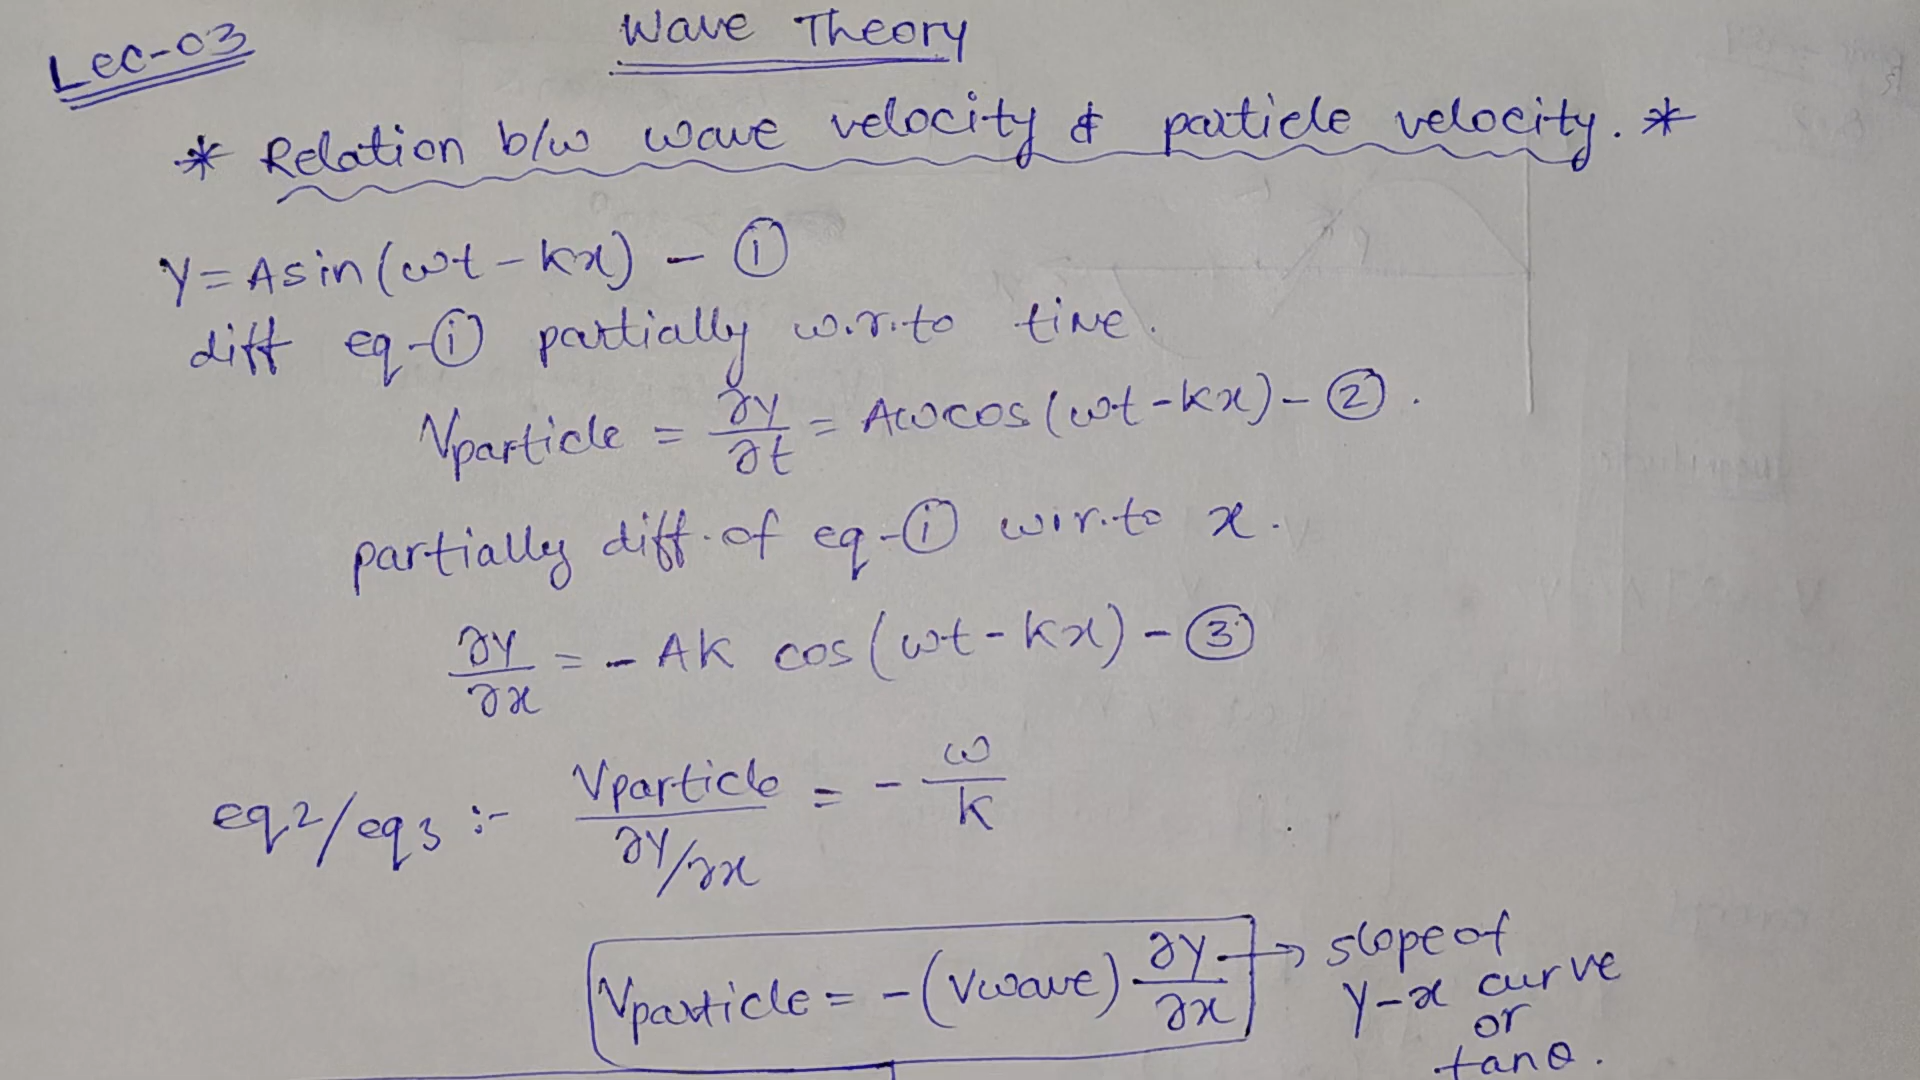 Lec-03
Wave Theory
* Relation b/w wave velocity & particle velocity. *
Y = A sin (ωt - kx) - ①
diff eq-① partially w.r.to time.
Vparticle = ∂y/∂t = Aω cos (ωt - kx) - ② .
partially diff. of eq-① w.r.to x.
∂y/∂x = - AK cos (ωt - kx) - ③
eq2/eq3 :- Vparticle / ∂y/∂x = - ω/k
Vparticle = - (Vwave) ∂y/∂x → slope of
y-x curve
or
tanθ.